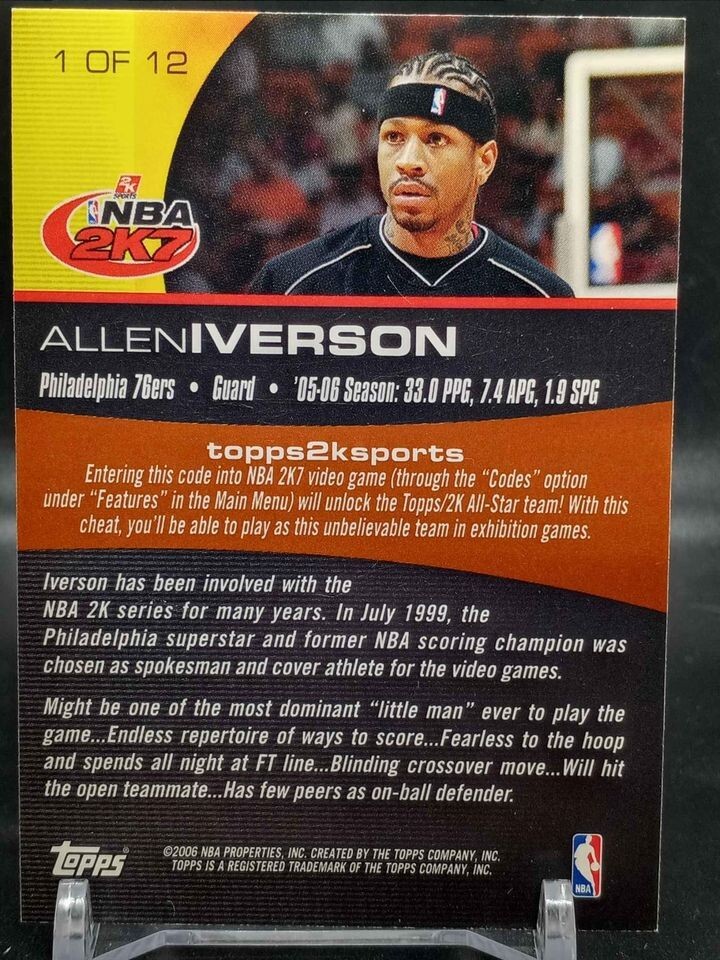 1 OF 12
2K
SPORTS
NBA
2K7
ALLENIVERSON
Philadelphia 76ers • Guard • '05-06 Season: 33.0 PPG, 7.4 APG, 1.9 SPG
topps2ksports
Entering this code into NBA 2K7 video game (through the “Codes” option
under “Features” in the Main Menu) will unlock the Topps/2K All-Star team! With this
cheat, you'll be able to play as this unbelievable team in exhibition games.
Iverson has been involved with the
NBA 2K series for many years. In July 1999, the
Philadelphia superstar and former NBA scoring champion was
chosen as spokesman and cover athlete for the video games.
Might be one of the most dominant “little man” ever to play the
game...Endless repertoire of ways to score...Fearless to the hoop
and spends all night at FT line...Blinding crossover move...Will hit
the open teammate...Has few peers as on-ball defender.
topps®
©2006 NBA PROPERTIES, INC. CREATED BY THE TOPPS COMPANY, INC.
TOPPS IS A REGISTERED TRADEMARK OF THE TOPPS COMPANY, INC.
NBA